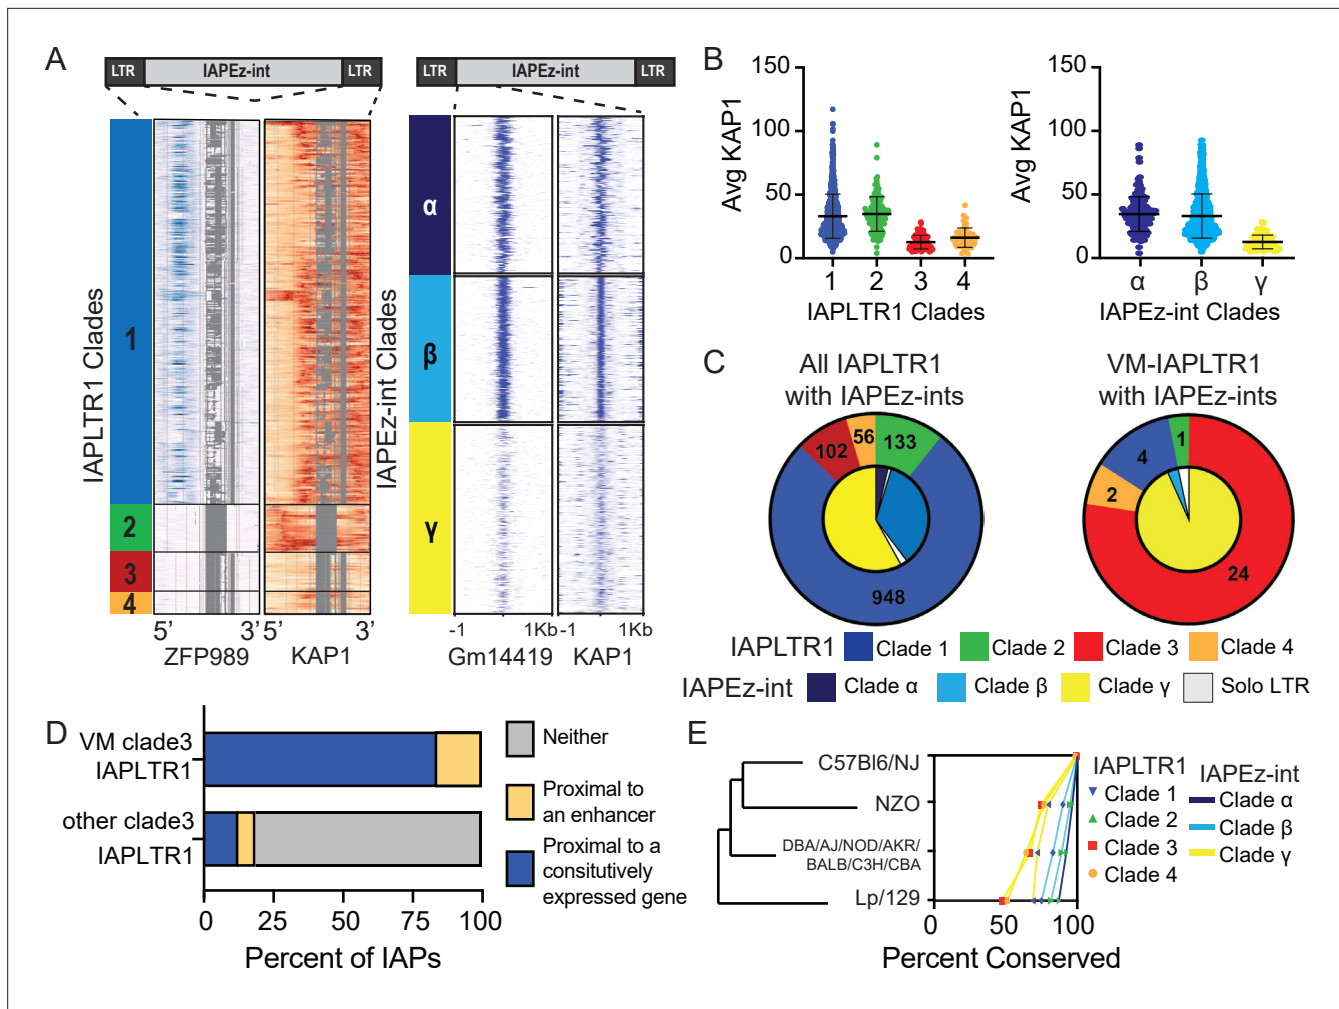 A
LTR IAPEz-int LTR
LTR IAPEz-int LTR
IAPLTR1 Clades
1
2
3
4
5' 3' 5' 3'
ZFP989 KAP1
IAPEz-int Clades
α
β
γ
-1 1Kb -1 1Kb
Gm14419 KAP1
B
Avg KAP1
150
100
50
0
1 2 3 4
IAPLTR1 Clades
Avg KAP1
150
100
50
0
α β γ
IAPEz-int Clades
C
All IAPLTR1
with IAPEz-ints
102 56 133
948
VM-IAPLTR1
with IAPEz-ints
1
4
2
24
IAPLTR1 Clade 1 Clade 2 Clade 3 Clade 4
IAPEz-int Clade α Clade β Clade γ Solo LTR
D
VM clade3
IAPLTR1
other clade3
IAPLTR1
0 25 50 75 100
Percent of IAPs
Neither
Proximal to
an enhancer
Proximal to a
consitutively
expressed gene
E
C57Bl6/NJ
NZO
DBA/AJ/NOD/AKR/
BALB/C3H/CBA
Lp/129
0 50 100
Percent Conserved
IAPLTR1
Clade 1
Clade 2
Clade 3
Clade 4
IAPEz-int
Clade α
Clade β
Clade γ